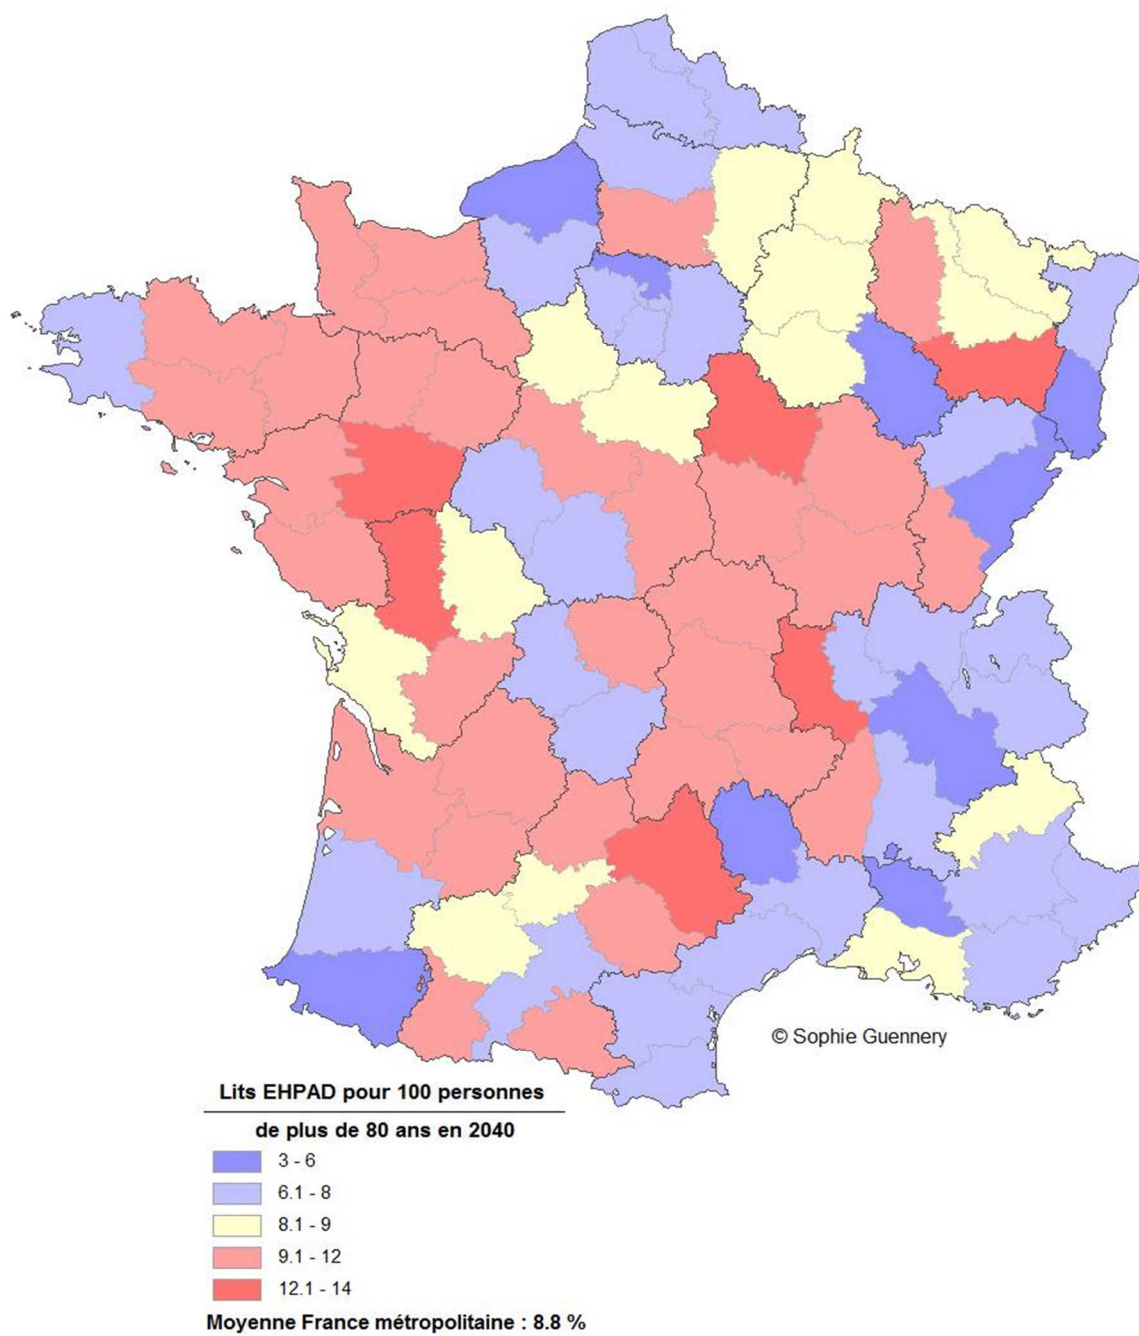 © Sophie Guennery
Lits EHPAD pour 100 personnes
de plus de 80 ans en 2040
3 - 6
6.1 - 8
8.1 - 9
9.1 - 12
12.1 - 14
Moyenne France métropolitaine : 8.8 %